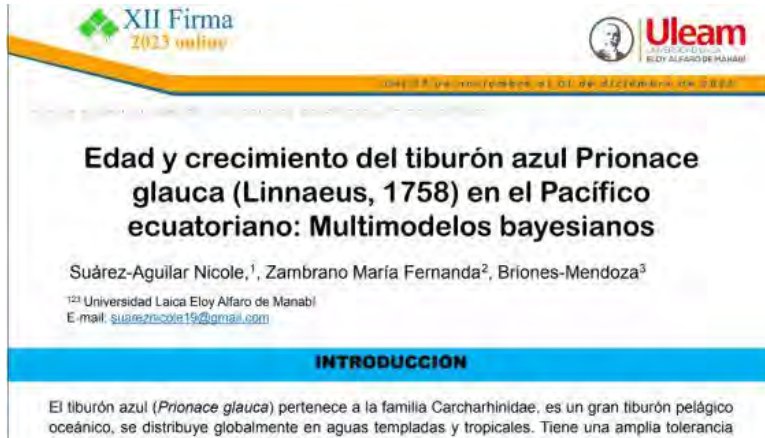 XII Firma
2023 online
Uleam
UNIVERSIDAD LAICA
ELOY ALFARO DE MANABÍ
de noviembre al 01 de diciembre de
Edad y crecimiento del tiburón azul Prionace
glauca (Linnaeus, 1758) en el Pacífico
ecuatoriano: Multimodelos bayesianos
Suárez-Aguilar Nicole,¹, Zambrano María Fernanda², Briones-Mendoza³
¹²³ Universidad Laica Eloy Alfaro de Manabí
E-mail: suareznicole19@gmail.com
INTRODUCCION
El tiburón azul (Prionace glauca) pertenece a la familia Carcharhinidae, es un gran tiburón pelágico
oceánico, se distribuye globalmente en aguas templadas y tropicales. Tiene una amplia tolerancia